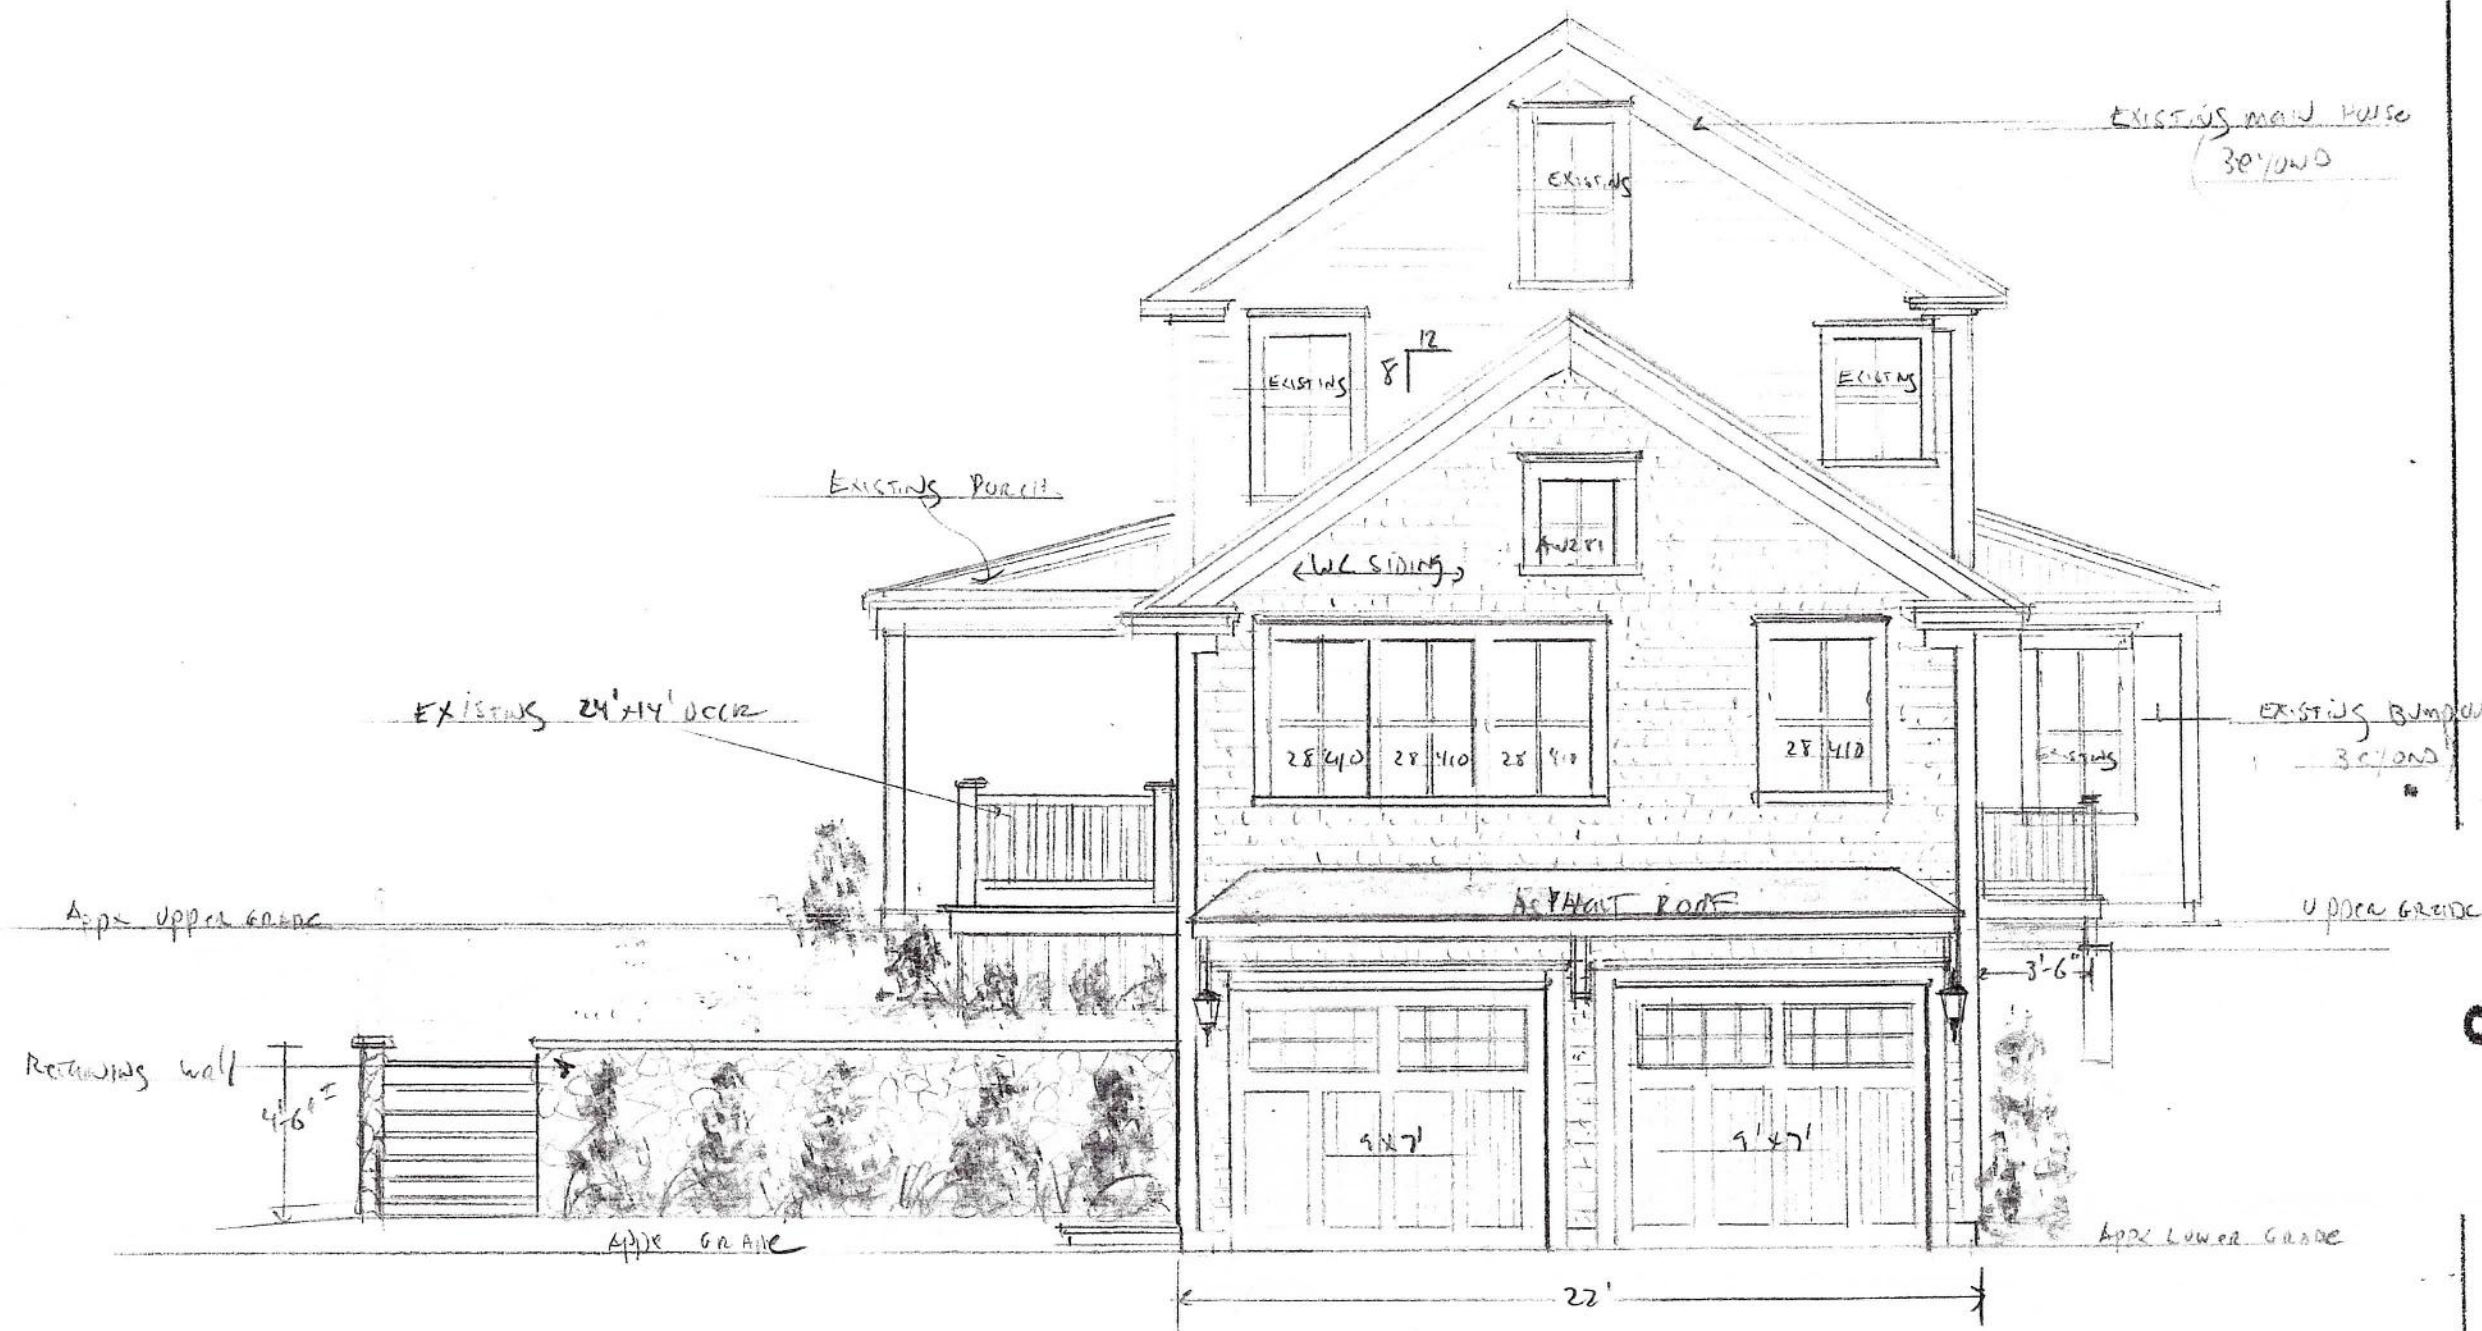 EXISTING MAIN HOUSE
BEYOND
EXISTING
12
8
EXISTING
EXISTING
EXISTING PORCH
AW281
WC SIDING
EXISTING 24'x14' DECK
28 410
28 410
28 410
28 410
EXISTING
EXISTING BUMPOU
BEYOND
APPX UPPER GRADE
ASPHALT ROOF
UPPER GRADE
3'-6"
RETAINING WALL
4'-6" ±
9'x7'
9'x7'
APPX GRADE
APPX LOWER GRADE
22'